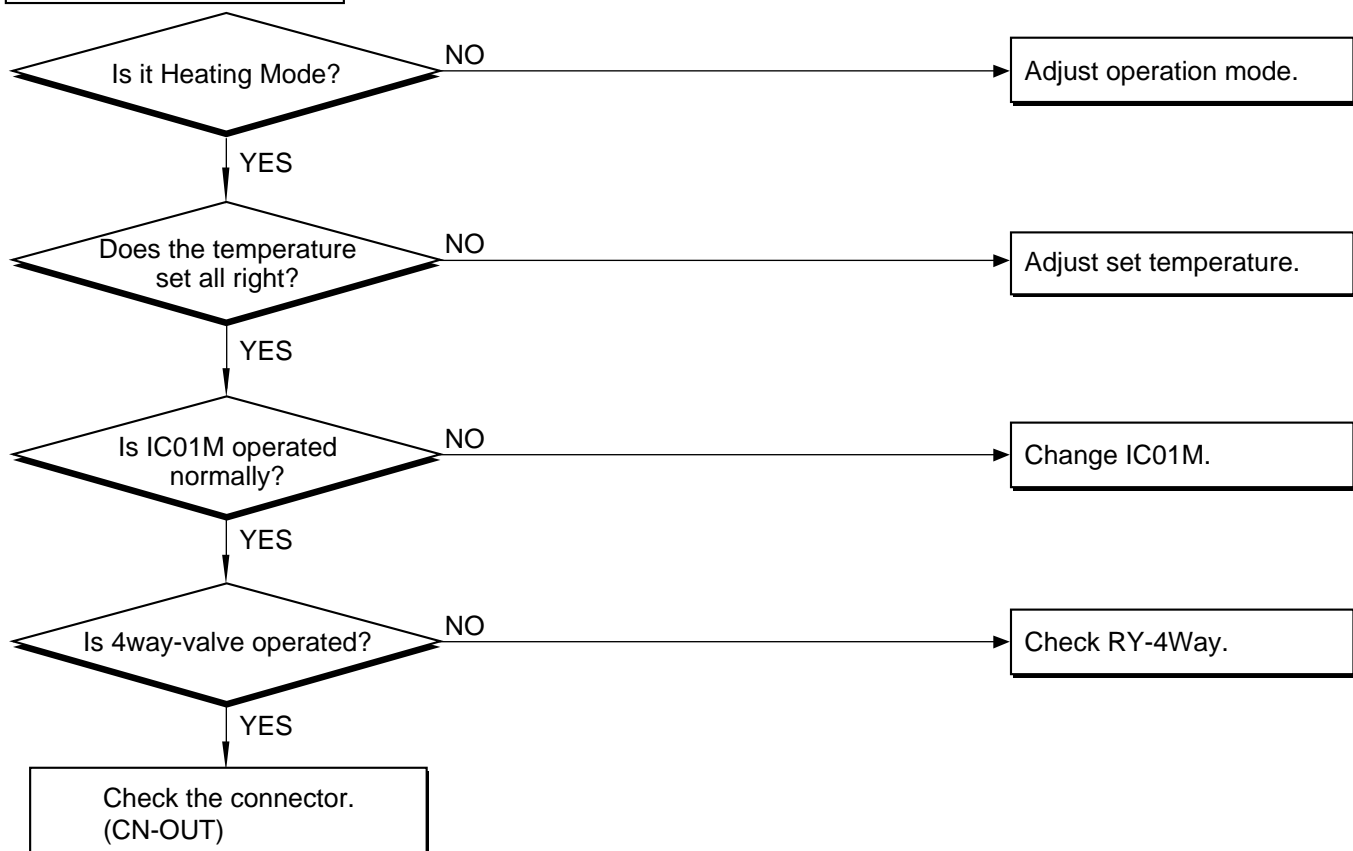 Is it Heating Mode?
NO
Adjust operation mode.
YES
Does the temperature
set all right?
NO
Adjust set temperature.
YES
Is IC01M operated
normally?
NO
Change IC01M.
YES
Is 4way-valve operated?
NO
Check RY-4Way.
YES
Check the connector.
(CN-OUT)